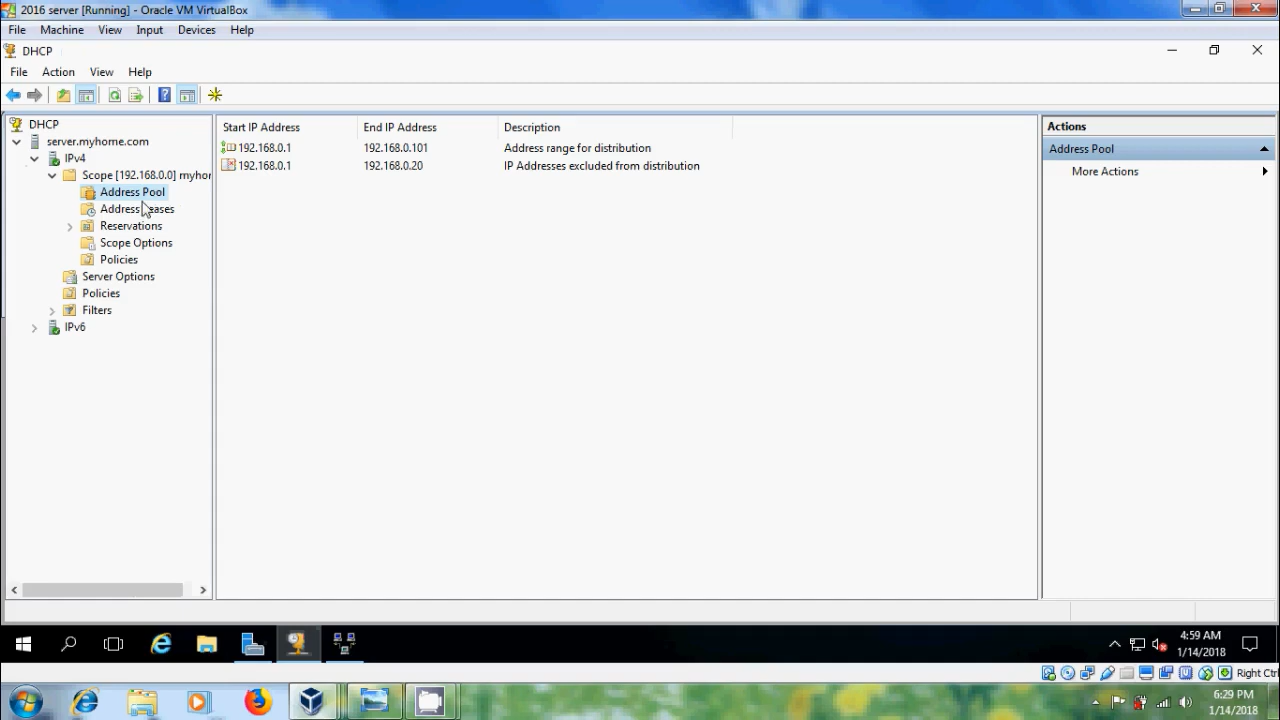 2016 server [Running] - Oracle VM VirtualBox
File Machine View Input Devices Help
DHCP
File Action View Help
DHCP
server.myhome.com
IPv4
Scope [192.168.0.0] myhor
Address Pool
Address eases
Reservations
Scope Options
Policies
Server Options
Policies
Filters
IPv6
Start IP Address End IP Address Description
192.168.0.1 192.168.0.101 Address range for distribution
192.168.0.1 192.168.0.20 IP Addresses excluded from distribution
Actions
Address Pool
More Actions
4:59 AM
1/14/2018
Right Ctrl
6:29 PM
1/14/2018